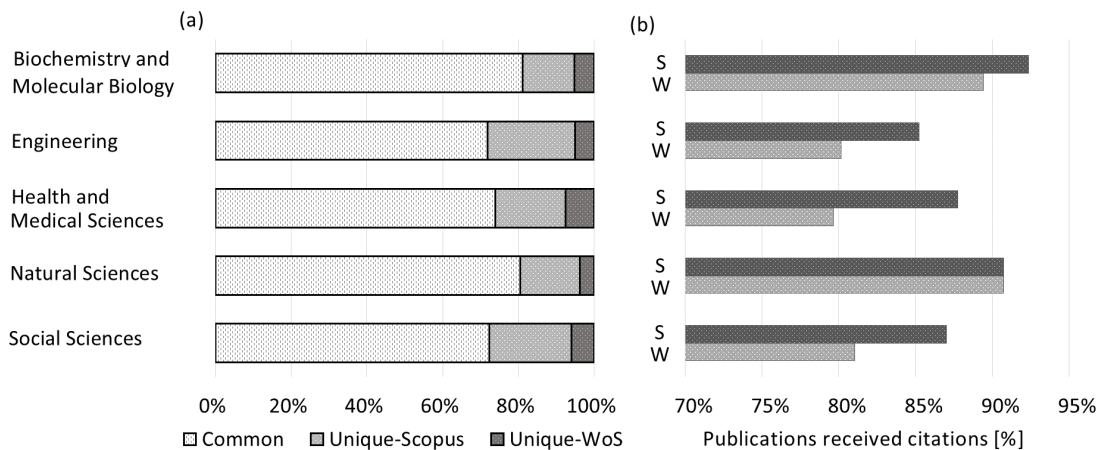 (a)
Biochemistry and
Molecular Biology
Engineering
Health and
Medical Sciences
Natural Sciences
Social Sciences
0% 20% 40% 60% 80% 100%
Common Unique-Scopus Unique-WoS
(b)
S
W
S
W
S
W
S
W
S
W
70% 75% 80% 85% 90% 95%
Publications received citations [%]